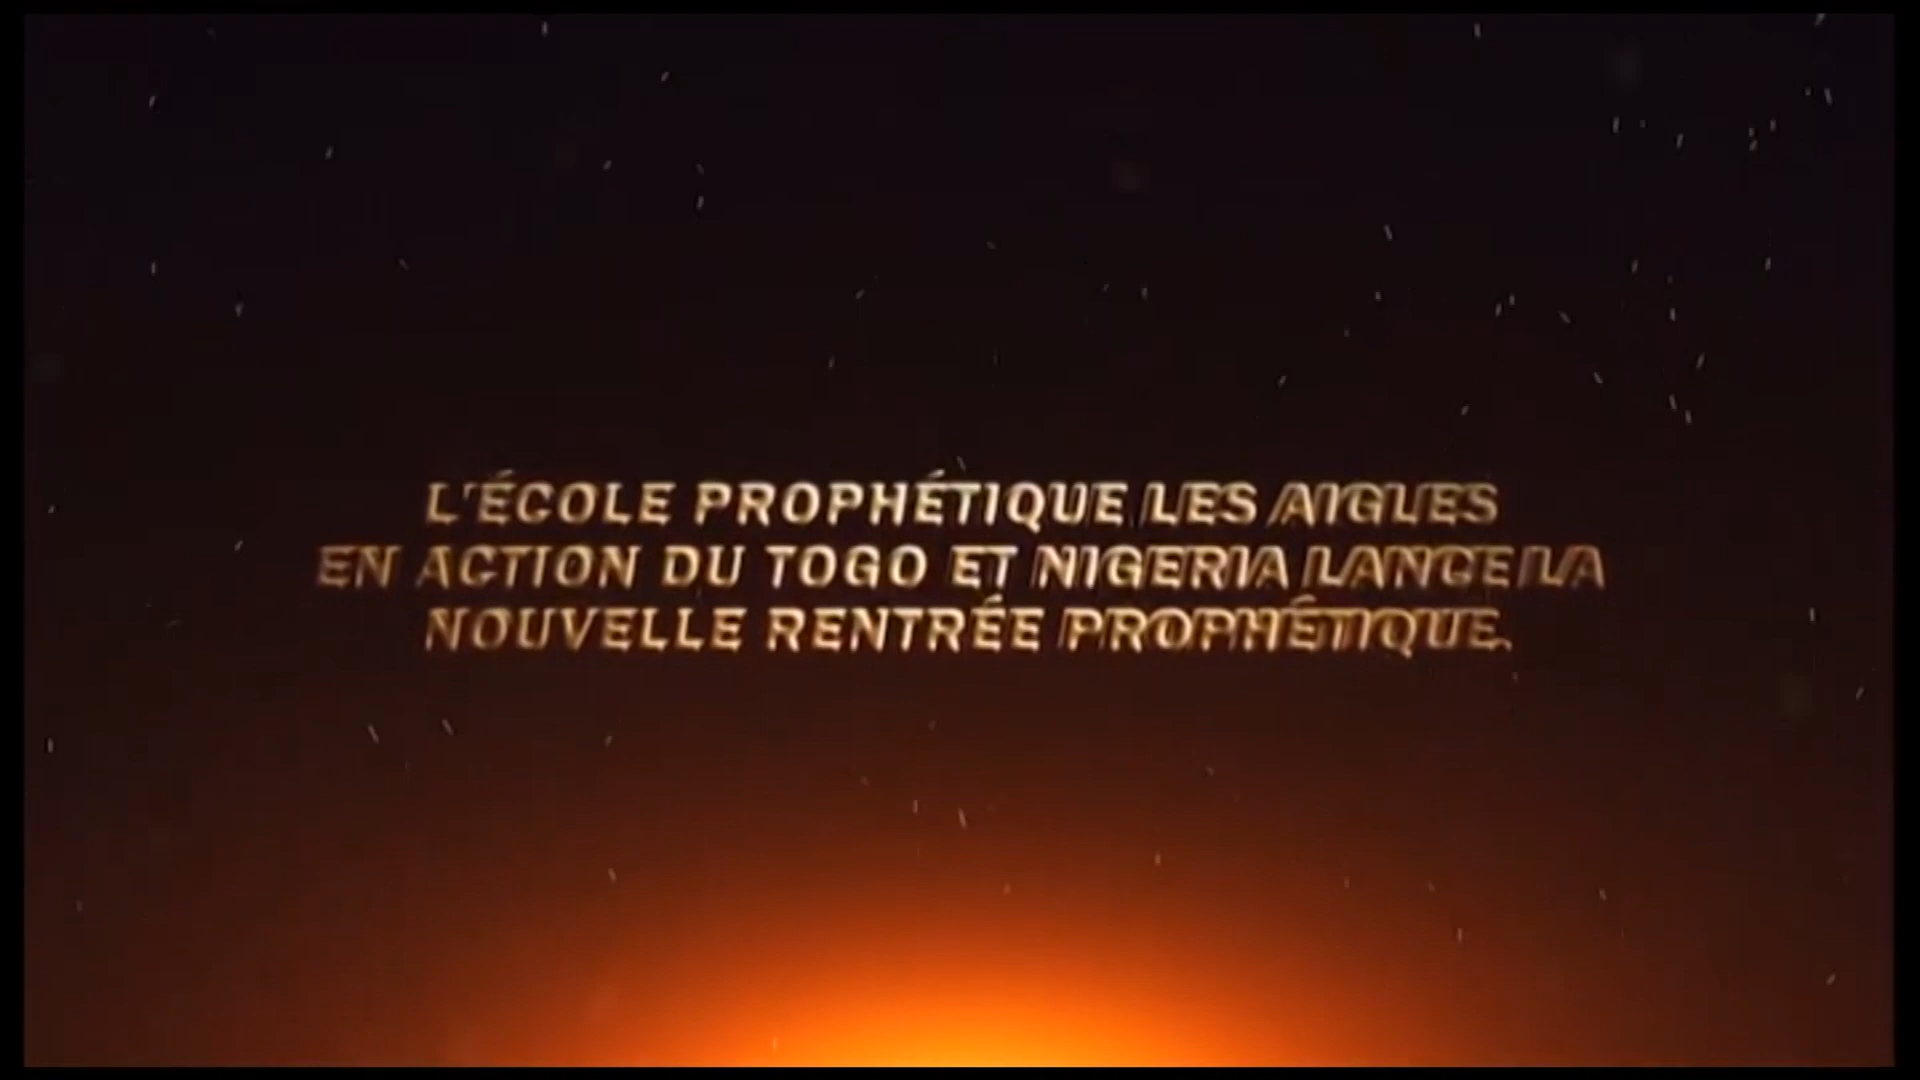 L'ÉCOLE PROPHÉTIQUE LES AIGLES
EN ACTION DU TOGO ET NIGERIA LANCE LA
NOUVELLE RENTRÉE PROPHÉTIQUE.